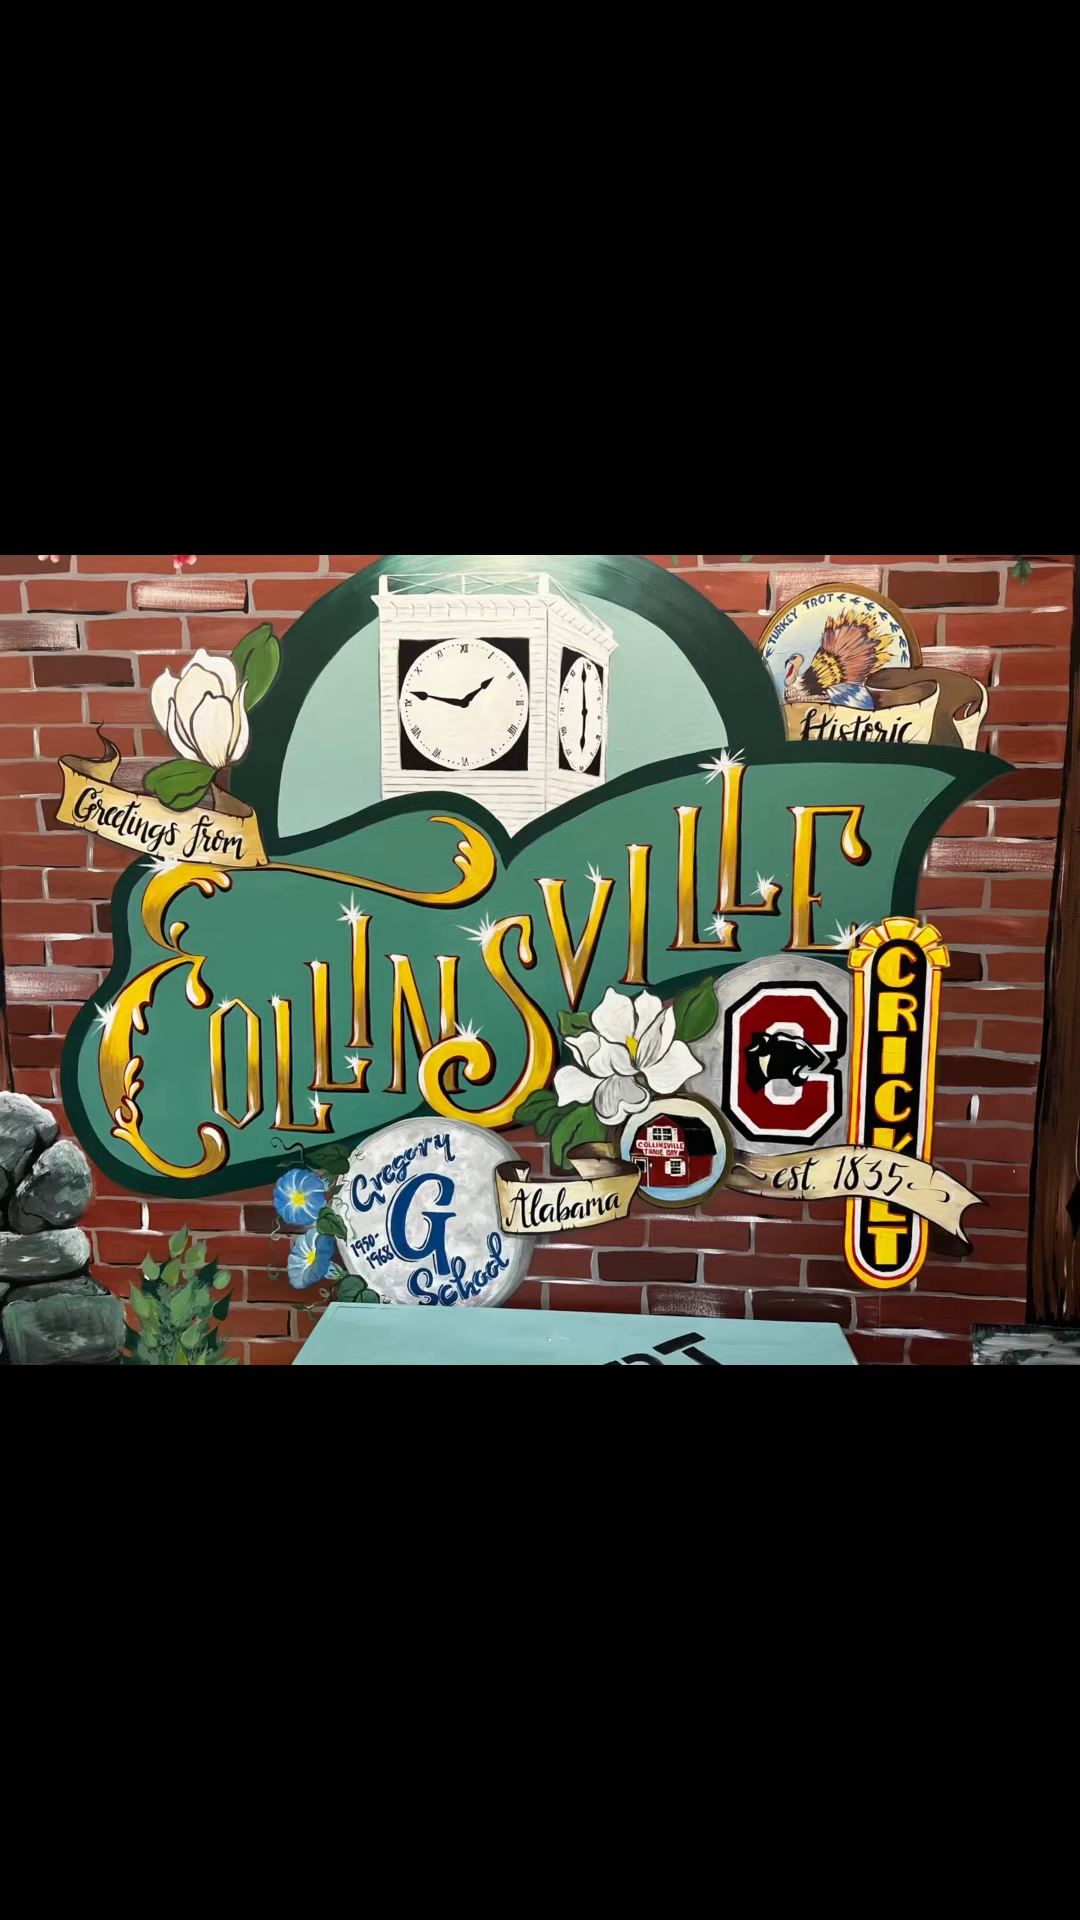 TURKEY TROT
Historic
Greetings from
COLLINSVILLE
CRICKET
C
COLLINSVILLE
TRADE DAY
est. 1835
Alabama
Gregory
G
1950-
1968
School